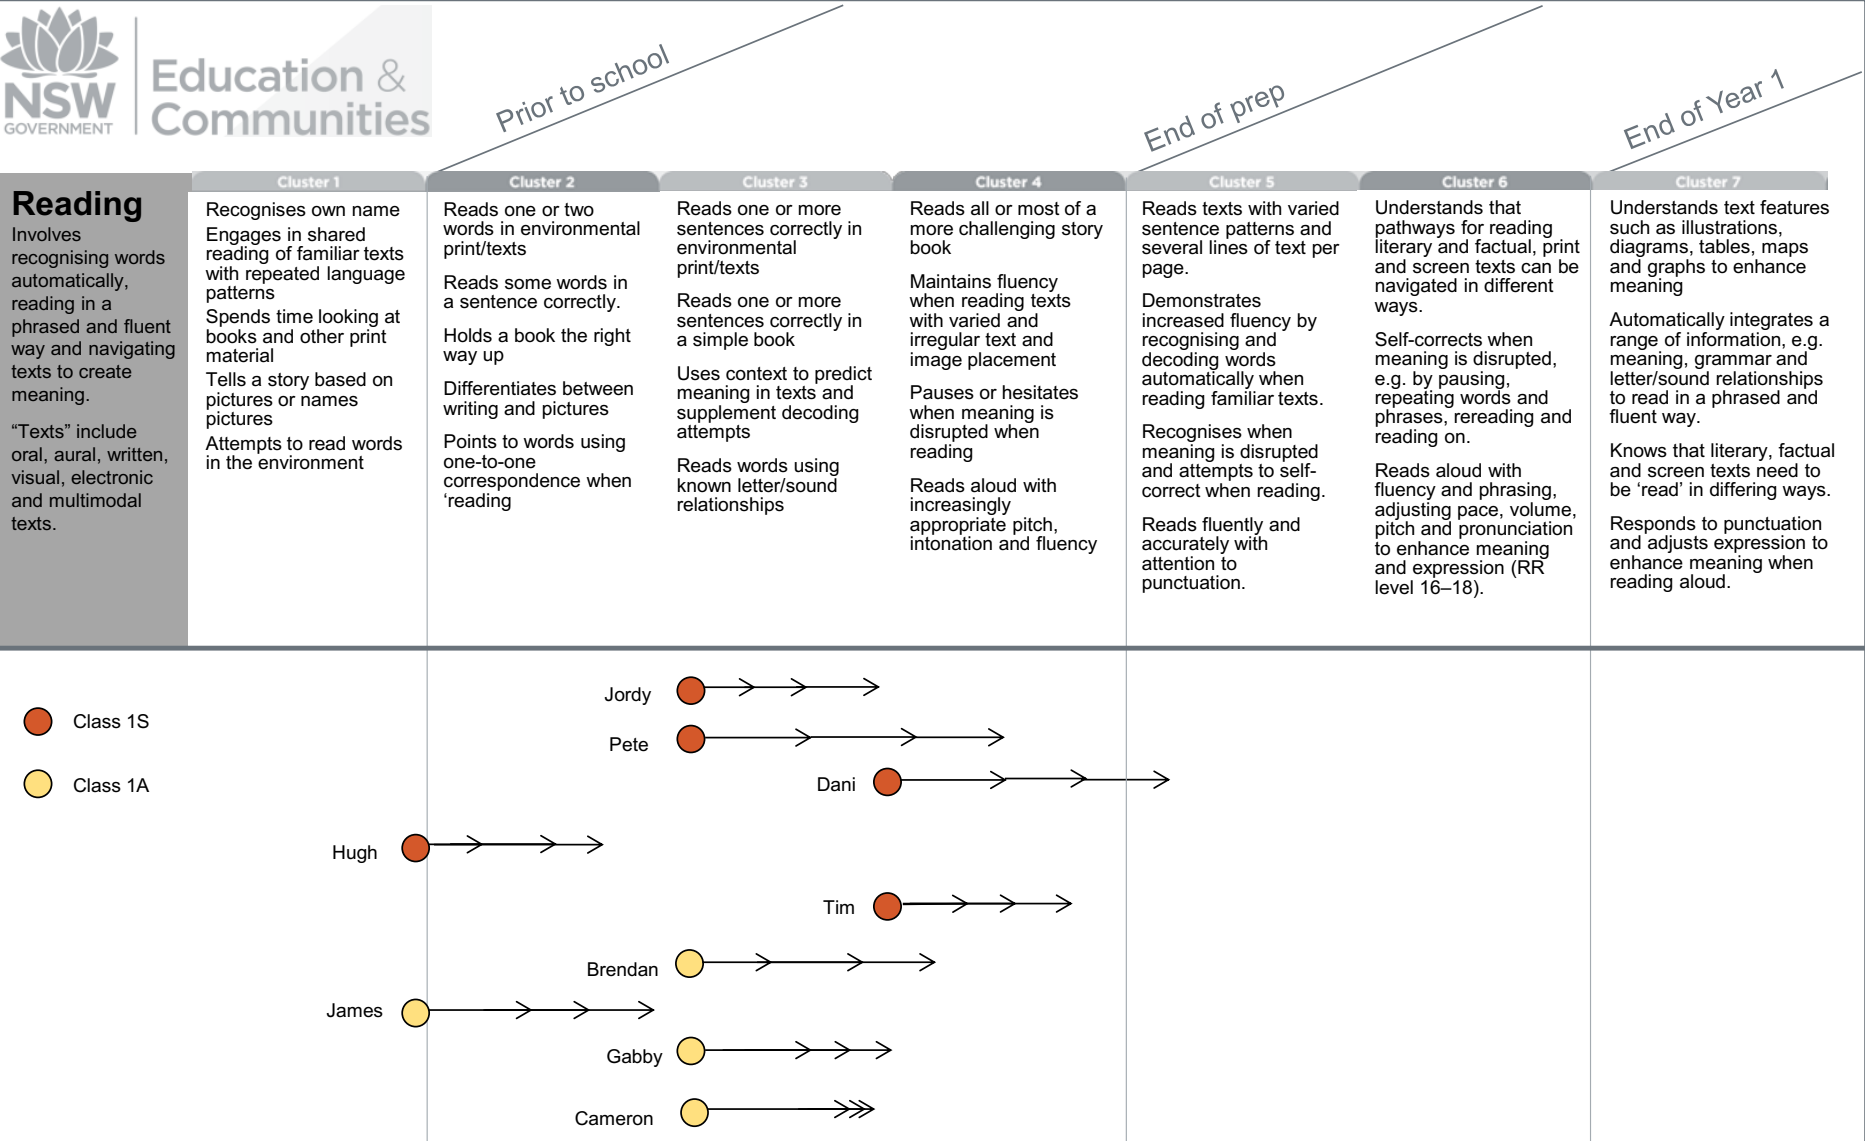 NSW
GOVERNMENT
Education &
Communities
Prior to school
End of prep
End of Year 1
Reading
Involves
recognising words
automatically,
reading in a
phrased and fluent
way and navigating
texts to create
meaning.
“Texts” include
oral, aural, written,
visual, electronic
and multimodal
texts.
Cluster 1
Recognises own name
Engages in shared
reading of familiar texts
with repeated language
patterns
Spends time looking at
books and other print
material
Tells a story based on
pictures or names
pictures
Attempts to read words
in the environment
Cluster 2
Reads one or two
words in environmental
print/texts
Reads some words in
a sentence correctly.
Holds a book the right
way up
Differentiates between
writing and pictures
Points to words using
one-to-one
correspondence when
‘reading
Cluster 3
Reads one or more
sentences correctly in
environmental
print/texts
Reads one or more
sentences correctly in
a simple book
Uses context to predict
meaning in texts and
supplement decoding
attempts
Reads words using
known letter/sound
relationships
Cluster 4
Reads all or most of a
more challenging story
book
Maintains fluency
when reading texts
with varied and
irregular text and
image placement
Pauses or hesitates
when meaning is
disrupted when
reading
Reads aloud with
increasingly
appropriate pitch,
intonation and fluency
Cluster 5
Reads texts with varied
sentence patterns and
several lines of text per
page.
Demonstrates
increased fluency by
recognising and
decoding words
automatically when
reading familiar texts.
Recognises when
meaning is disrupted
and attempts to self-
correct when reading.
Reads fluently and
accurately with
attention to
punctuation.
Cluster 6
Understands that
pathways for reading
literary and factual, print
and screen texts can be
navigated in different
ways.
Self-corrects when
meaning is disrupted,
e.g. by pausing,
repeating words and
phrases, rereading and
reading on.
Reads aloud with
fluency and phrasing,
adjusting pace, volume,
pitch and pronunciation
to enhance meaning
and expression (RR
level 16–18).
Cluster 7
Understands text features
such as illustrations,
diagrams, tables, maps
and graphs to enhance
meaning
Automatically integrates a
range of information, e.g.
meaning, grammar and
letter/sound relationships
to read in a phrased and
fluent way.
Knows that literary, factual
and screen texts need to
be ‘read’ in differing ways.
Responds to punctuation
and adjusts expression to
enhance meaning when
reading aloud.
Class 1S
Class 1A
Jordy
Pete
Dani
Hugh
Tim
Brendan
James
Gabby
Cameron